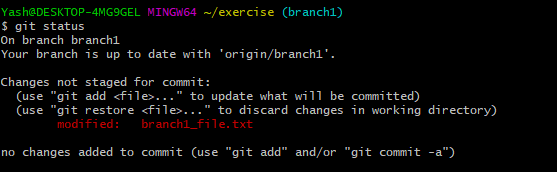 Yash@DESKTOP-4MG9GEL MINGW64 ~/exercise (branch1)
$ git status
On branch branch1
Your branch is up to date with 'origin/branch1'.

Changes not staged for commit:
  (use "git add <file>..." to update what will be committed)
  (use "git restore <file>..." to discard changes in working directory)
        modified:   branch1_file.txt

no changes added to commit (use "git add" and/or "git commit -a")